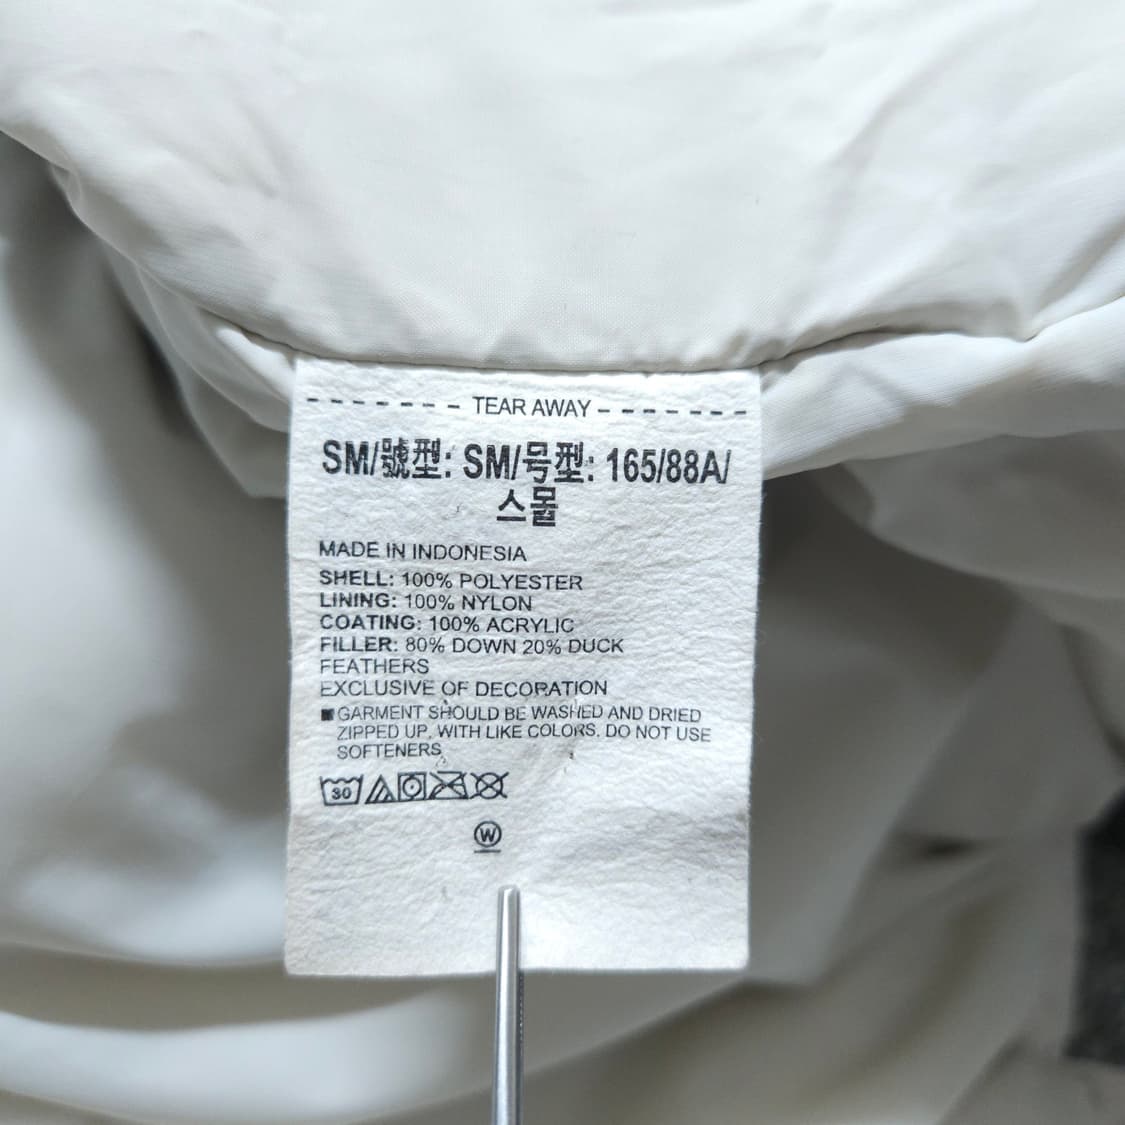 TEAR AWAY
SM/號型: SM/号型: 165/88A/
스몰
MADE IN INDONESIA
SHELL: 100% POLYESTER
LINING: 100% NYLON
COATING: 100% ACRYLIC
FILLER: 80% DOWN 20% DUCK
FEATHERS
EXCLUSIVE OF DECORATION
■ GARMENT SHOULD BE WASHED AND DRIED
ZIPPED UP, WITH LIKE COLORS. DO NOT USE
SOFTENERS
30
W